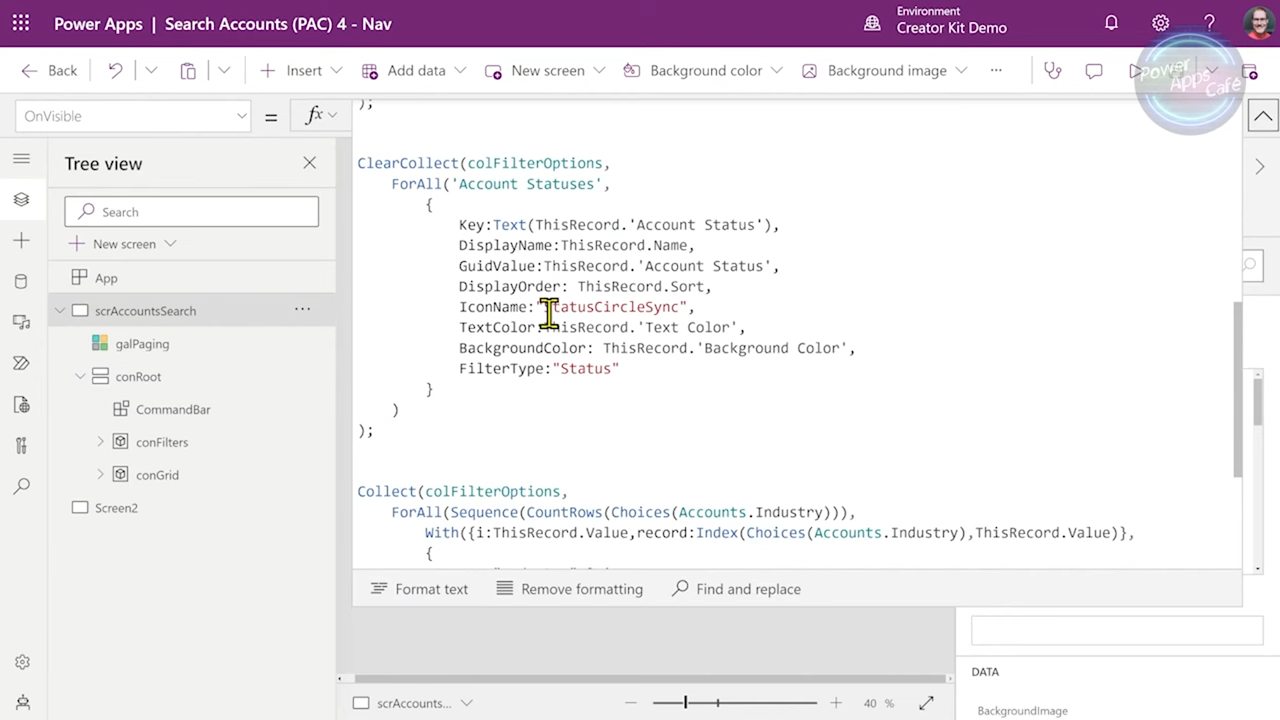 Power Apps | Search Accounts (PAC) 4 - Nav
Environment
Creator Kit Demo
Back
Insert
Add data
New screen
Background color
Background image
Power Apps Café
OnVisible
=
fx
);
Tree view
Search
New screen
App
scrAccountsSearch
galPaging
conRoot
CommandBar
conFilters
conGrid
Screen2
ClearCollect(colFilterOptions,
ForAll('Account Statuses',
{
Key:Text(ThisRecord.'Account Status'),
DisplayName:ThisRecord.Name,
GuidValue:ThisRecord.'Account Status',
DisplayOrder: ThisRecord.Sort,
IconName:"StatusCircleSync",
TextColor:ThisRecord.'Text Color',
BackgroundColor: ThisRecord.'Background Color',
FilterType:"Status"
}
)
);
Collect(colFilterOptions,
ForAll(Sequence(CountRows(Choices(Accounts.Industry))),
With({i:ThisRecord.Value,record:Index(Choices(Accounts.Industry),ThisRecord.Value)},
{
Format text
Remove formatting
Find and replace
scrAccounts...
40 %
DATA
BackgroundImage